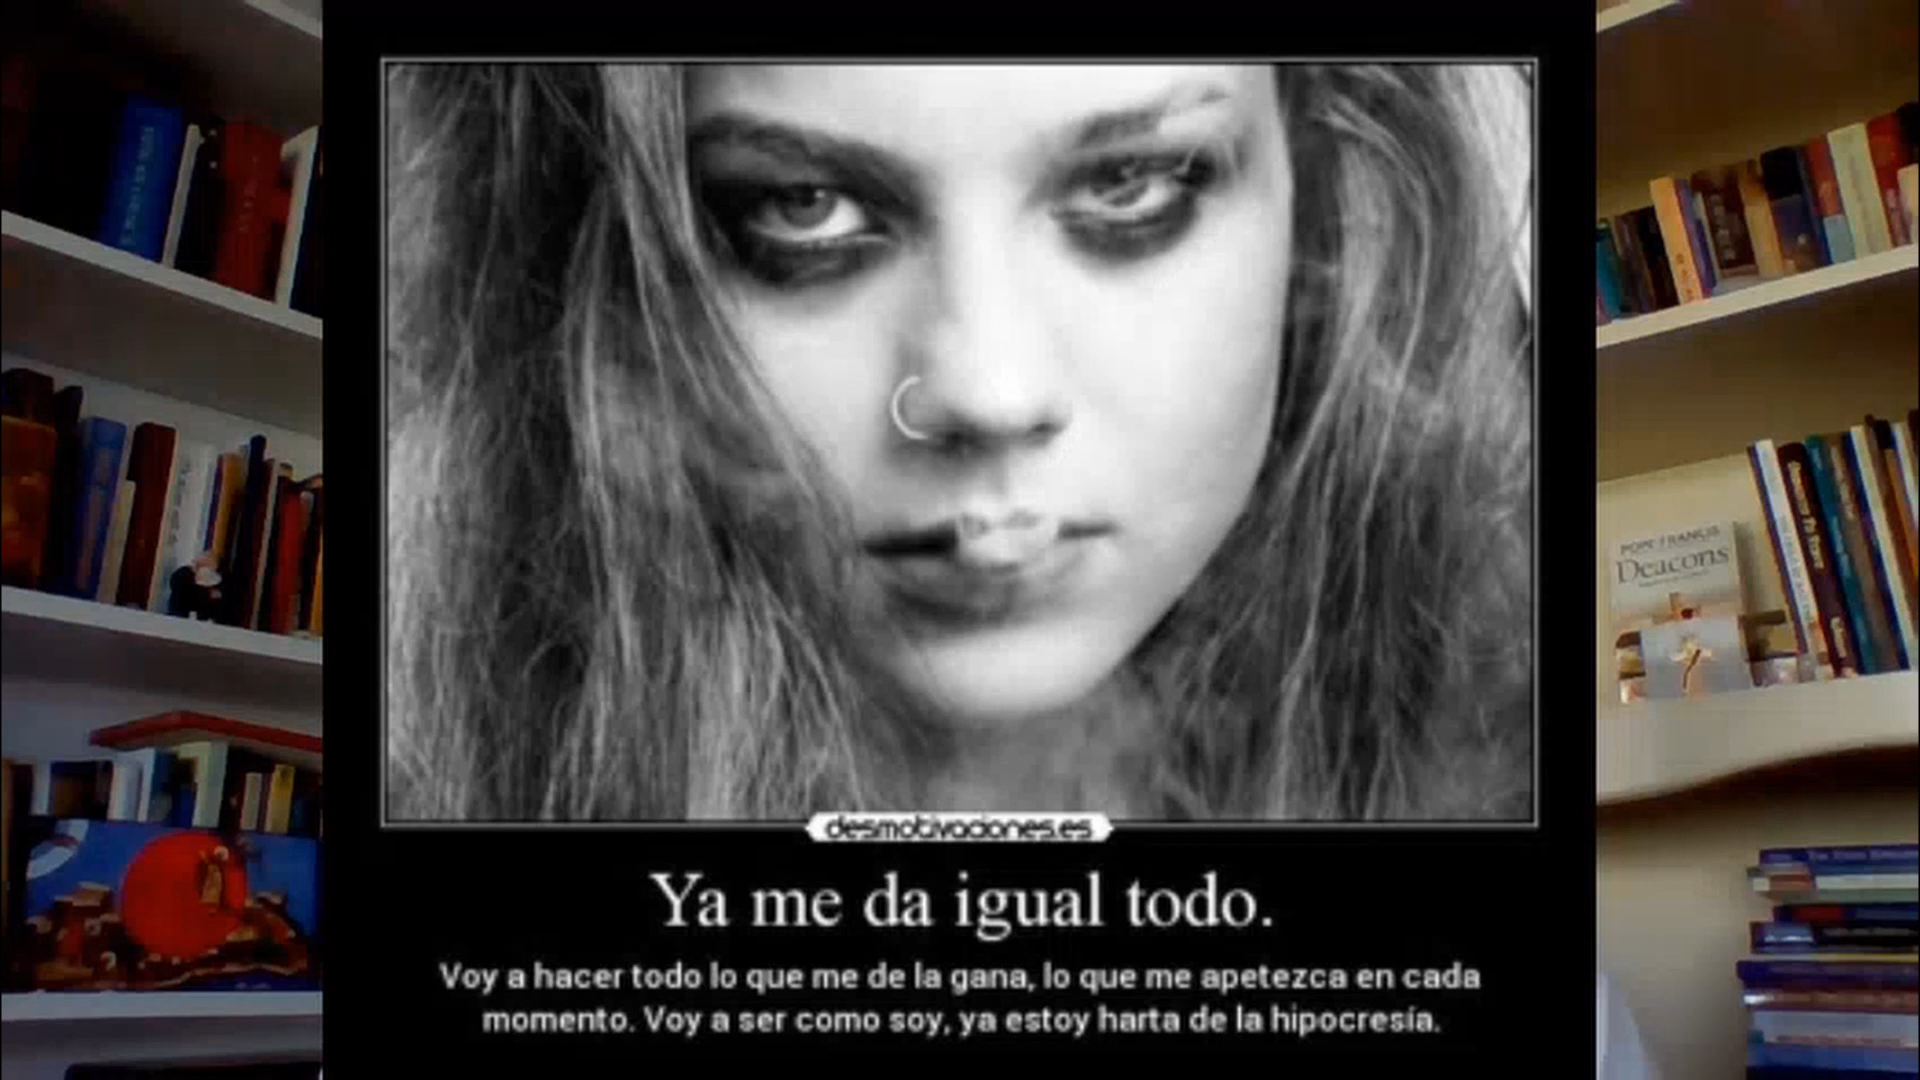 POPE FRANCIS
Deacons
desmotivaciones.es
Ya me da igual todo.
Voy a hacer todo lo que me de la gana, lo que me apetezca en cada
momento. Voy a ser como soy, ya estoy harta de la hipocresía.